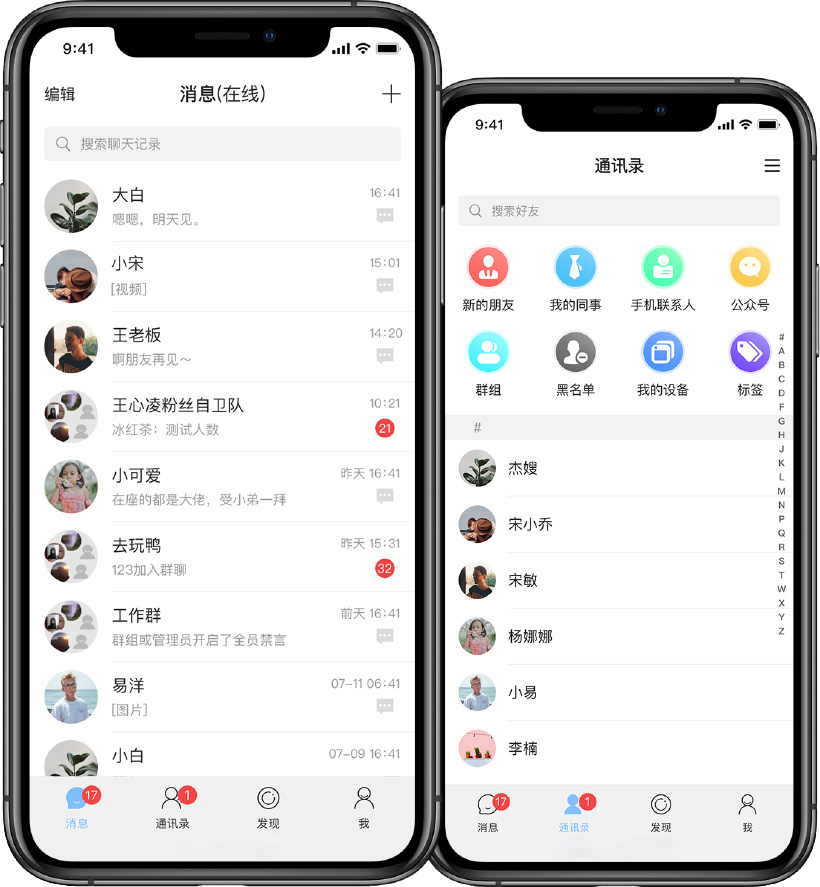 9:41
编辑
消息(在线)
搜索聊天记录
大白
16:41
嗯嗯，明天见。
小宋
15:01
[视频]
王老板
14:20
啊朋友再见～
王心凌粉丝自卫队
10:21
冰红茶：测试人数
21
小可爱
昨天 16:41
在座的都是大佬，受小弟一拜
去玩鸭
昨天 15:31
123加入群聊
32
工作群
前天 16:41
群组或管理员开启了全员禁言
易洋
07-11 06:41
[图片]
小白
07-09 16:41
17
1
消息
通讯录
发现
我
9:41
通讯录
搜索好友
新的朋友
我的同事
手机联系人
公众号
群组
黑名单
我的设备
标签
#
杰嫂
宋小乔
宋敏
杨娜娜
小易
李楠
#
A
B
C
D
F
G
H
J
K
L
M
N
P
Q
R
S
T
W
X
Y
Z
17
1
消息
通讯录
发现
我